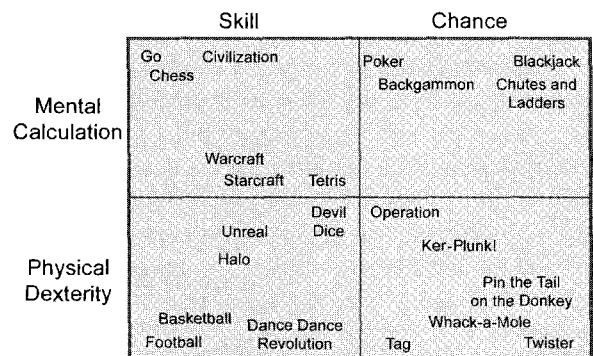 Skill Chance
Go Civilization
Chess
Poker Blackjack
Backgammon Chutes and
Ladders
Mental
Calculation
Warcraft
Starcraft Tetris
Devil
Dice
Unreal
Halo
Operation
Ker-Plunk!
Physical
Dexterity
Pin the Tail
on the Donkey
Basketball
Football
Dance Dance
Revolution
Whack-a-Mole
Tag Twister